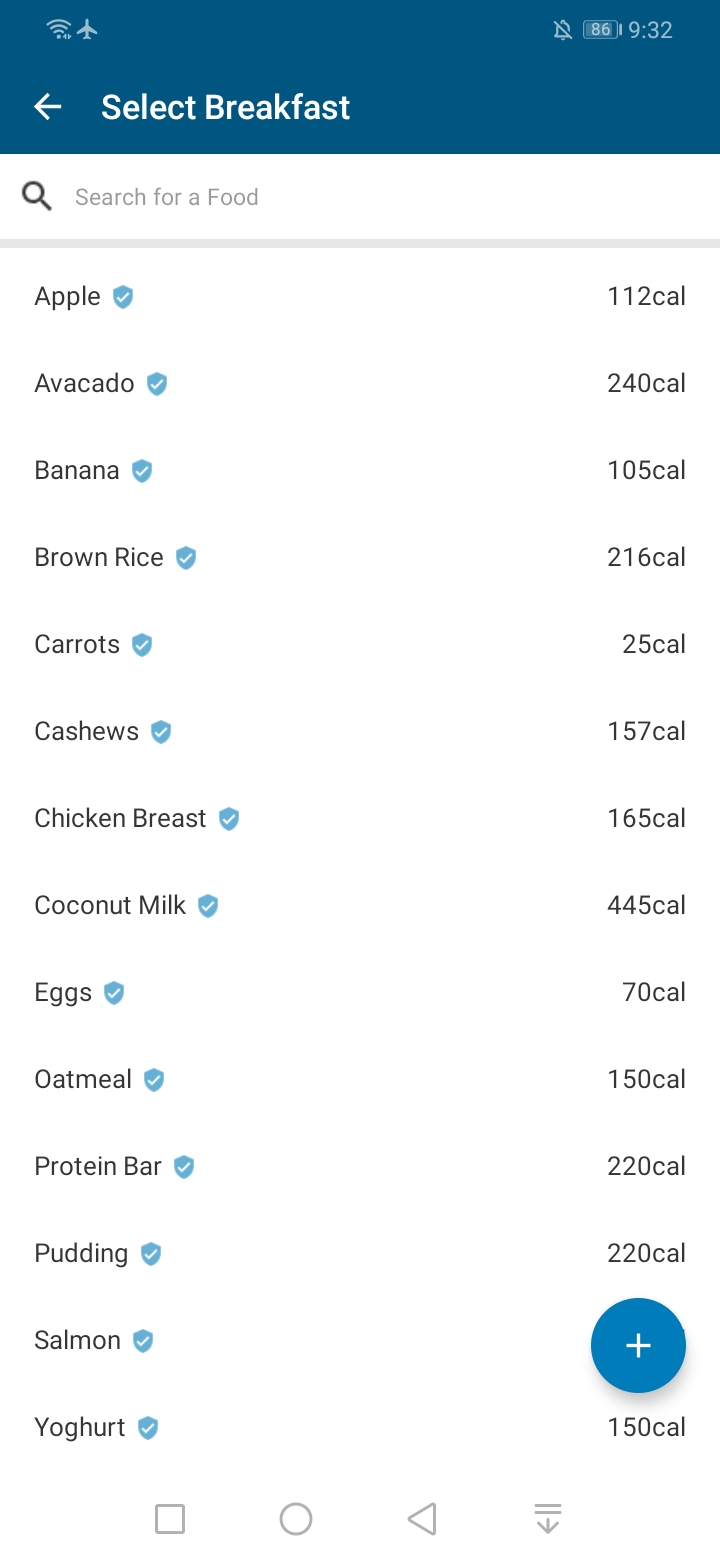 86 9:32
Select Breakfast
Search for a Food
Apple 112cal
Avacado 240cal
Banana 105cal
Brown Rice 216cal
Carrots 25cal
Cashews 157cal
Chicken Breast 165cal
Coconut Milk 445cal
Eggs 70cal
Oatmeal 150cal
Protein Bar 220cal
Pudding 220cal
Salmon
Yoghurt 150cal